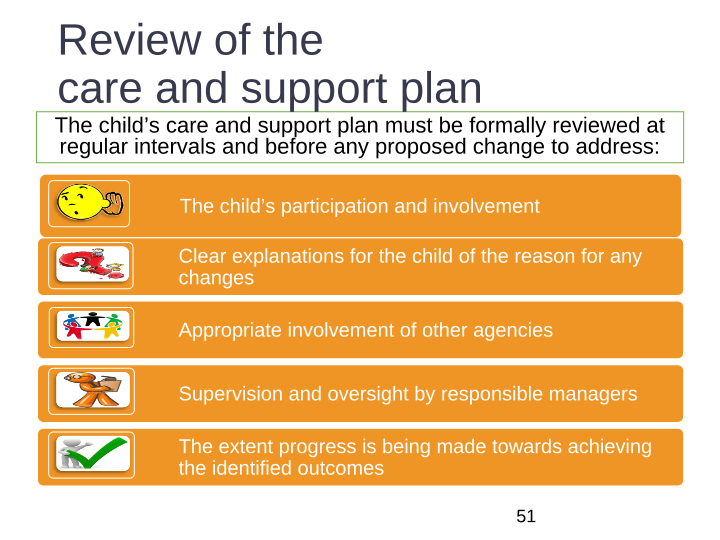 Review of the
care and support plan
The child’s care and support plan must be formally reviewed at
regular intervals and before any proposed change to address:
The child’s participation and involvement
Clear explanations for the child of the reason for any
changes
Appropriate involvement of other agencies
Supervision and oversight by responsible managers
The extent progress is being made towards achieving
the identified outcomes
51